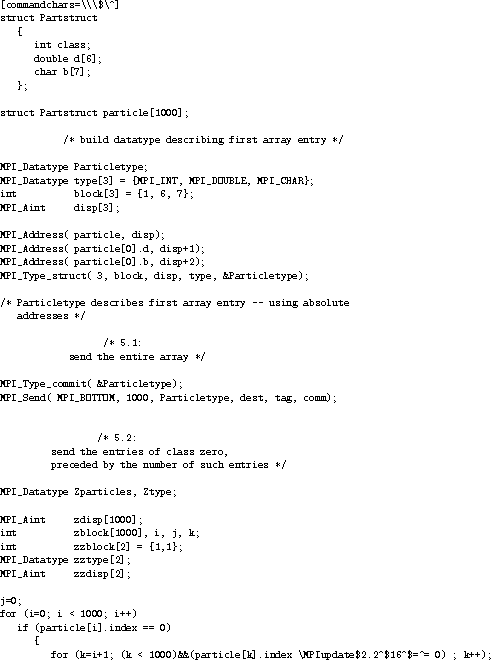 [commandchars=\\\$\^]
struct Partstruct
   {
      int class;
      double d[6];
      char b[7];
   };

struct Partstruct particle[1000];

           /* build datatype describing first array entry */

MPI_Datatype Particletype;
MPI_Datatype type[3] = {MPI_INT, MPI_DOUBLE, MPI_CHAR};
int          block[3] = {1, 6, 7};
MPI_Aint     disp[3];

MPI_Address( particle, disp);
MPI_Address( particle[0].d, disp+1);
MPI_Address( particle[0].b, disp+2);
MPI_Type_struct( 3, block, disp, type, &Particletype);

/* Particletype describes first array entry -- using absolute
   addresses */

                  /* 5.1:
            send the entire array */

MPI_Type_commit( &Particletype);
MPI_Send( MPI_BOTTOM, 1000, Particletype, dest, tag, comm);


                 /* 5.2:
         send the entries of class zero,
         preceded by the number of such entries */

MPI_Datatype Zparticles, Ztype;

MPI_Aint     zdisp[1000];
int          zblock[1000], i, j, k;
int          zzblock[2] = {1,1};
MPI_Datatype zztype[2];
MPI_Aint     zzdisp[2];

j=0;
for (i=0; i < 1000; i++)
   if (particle[i].index == 0)
      {
         for (k=i+1; (k < 1000)&&(particle[k].index \MPIupdate$2.2^$16^$=^= 0) ; k++);